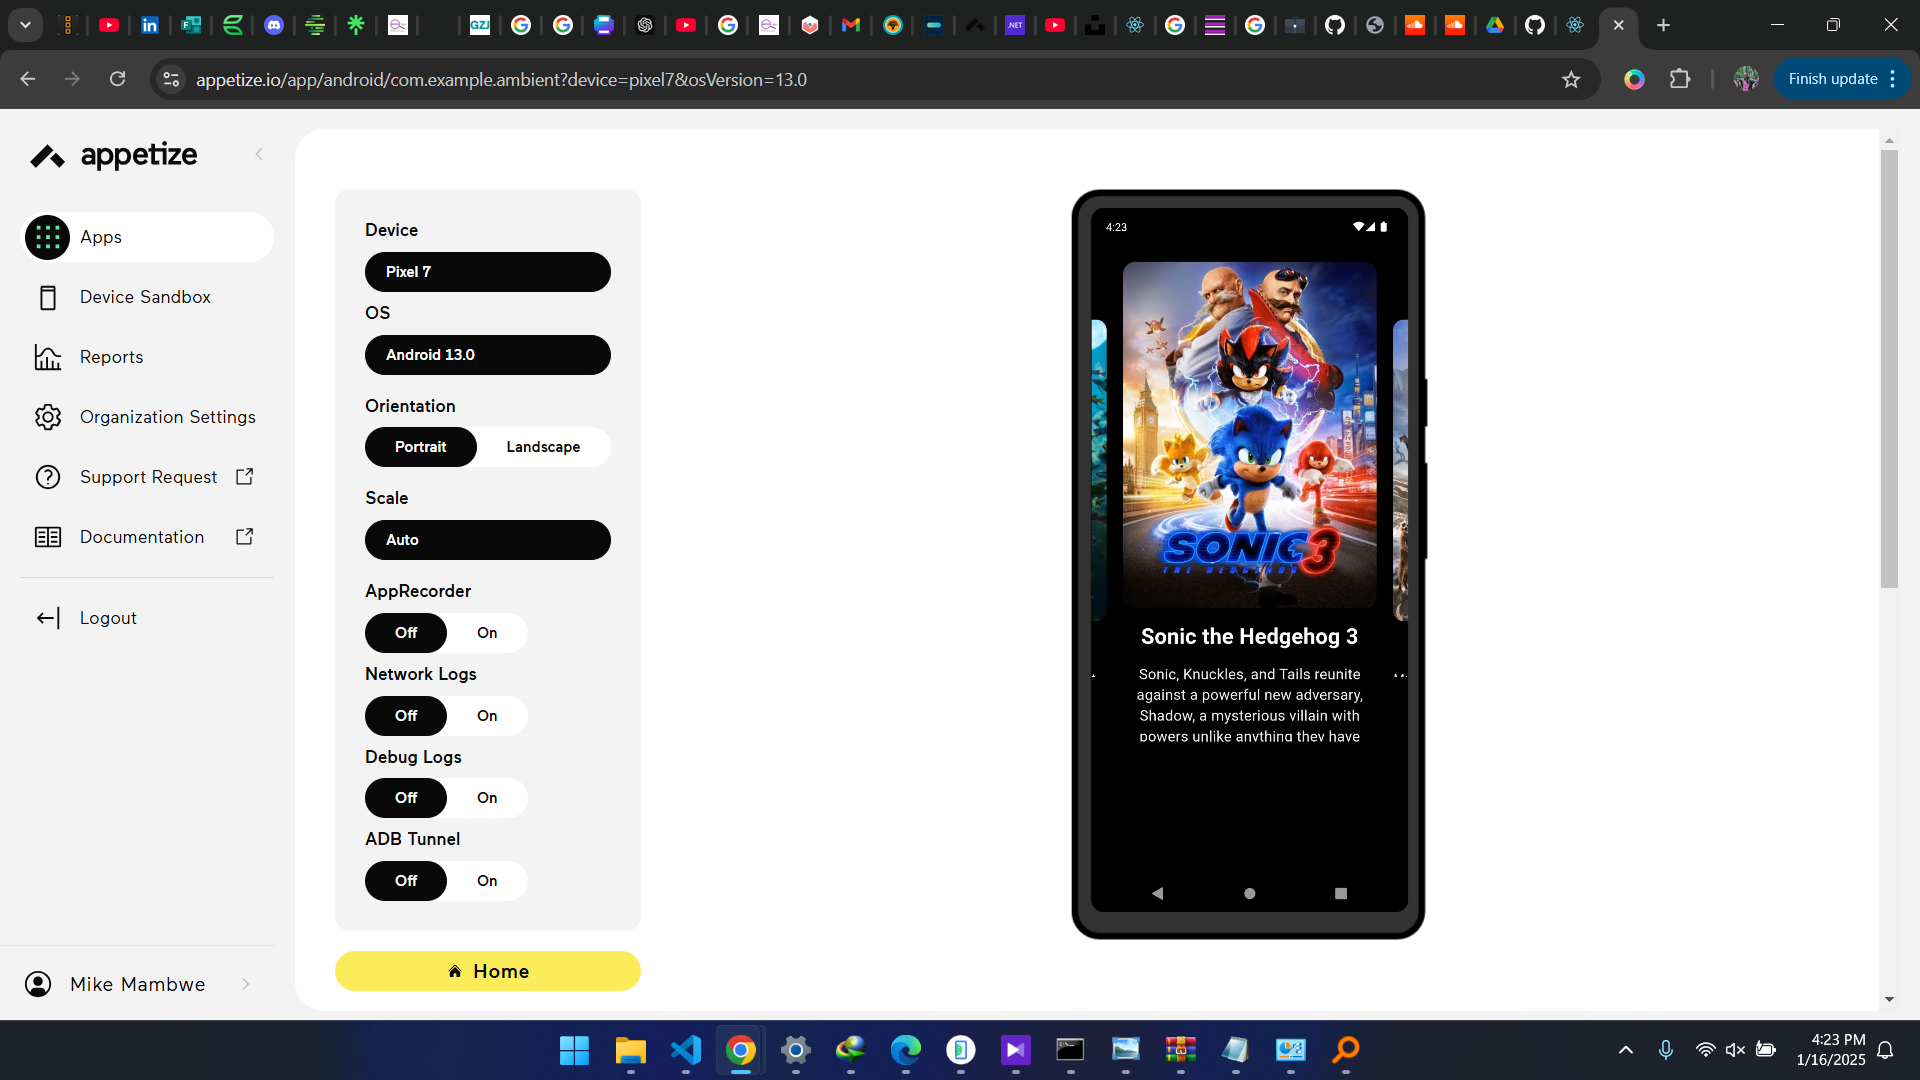 GZJ
.NET
appetize.io/app/android/com.example.ambient?device=pixel7&osVersion=13.0
Finish update
appetize
Apps
Device Sandbox
Reports
Organization Settings
Support Request
Documentation
Logout
Mike Mambwe
Device
Pixel 7
OS
Android 13.0
Orientation
Portrait
Landscape
Scale
Auto
AppRecorder
Off
On
Network Logs
Off
On
Debug Logs
Off
On
ADB Tunnel
Off
On
Home
4:23
SONIC 3
THE HEDGEHOG
Sonic the Hedgehog 3
Sonic, Knuckles, and Tails reunite
against a powerful new adversary,
Shadow, a mysterious villain with
powers unlike anything they have
4:23 PM
1/16/2025